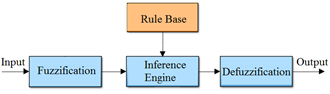 Rule Base
Input
Fuzzification
Inference
Engine
Defuzzification
Output